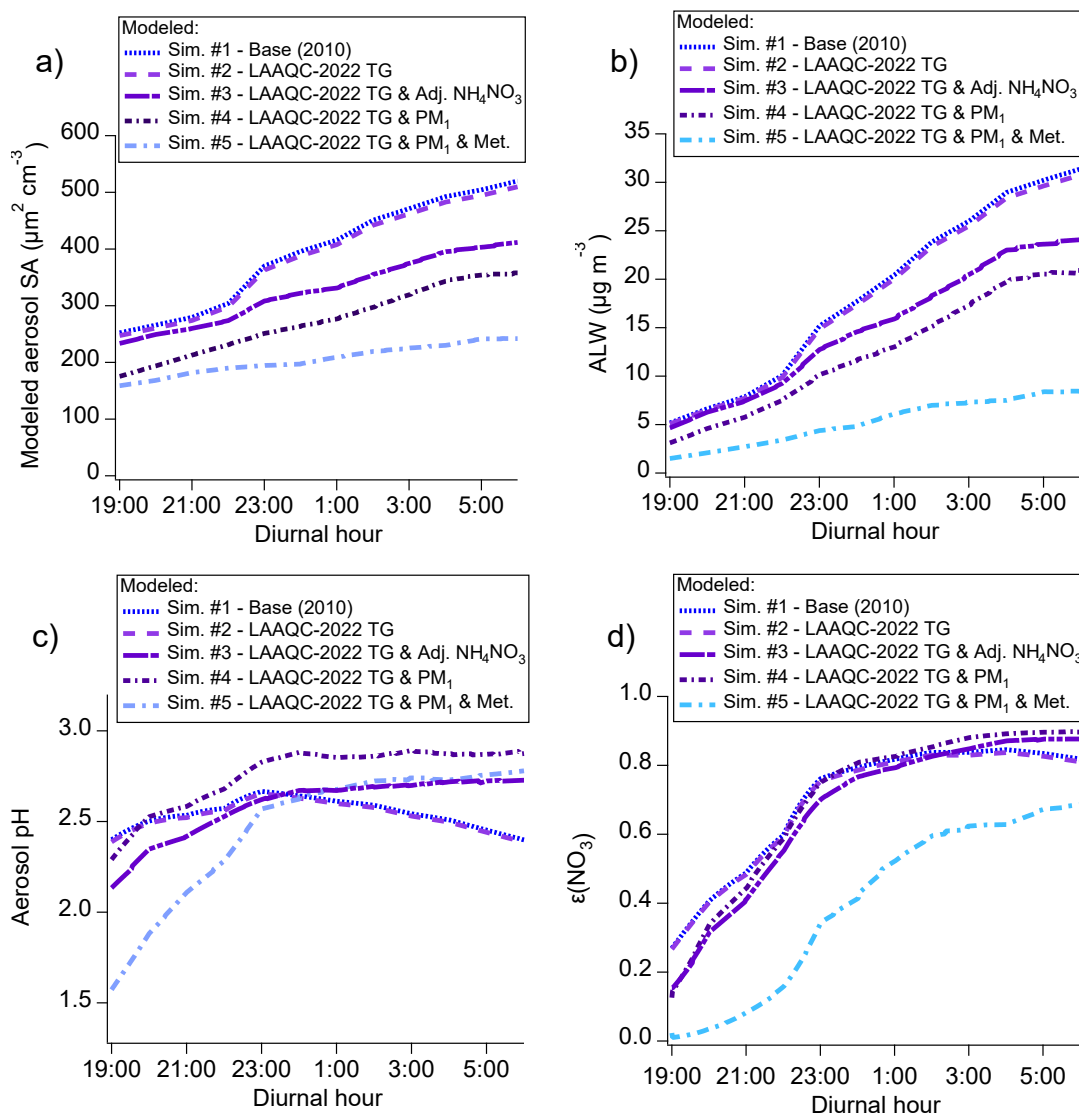 a)
Modeled:
Sim. #1 - Base (2010)
Sim. #2 - LAAQC-2022 TG
Sim. #3 - LAAQC-2022 TG & Adj. NH₄NO₃
Sim. #4 - LAAQC-2022 TG & PM₁
Sim. #5 - LAAQC-2022 TG & PM₁ & Met.
Modeled aerosol SA (µm² cm⁻³)
600
500
400
300
200
100
0
19:00 21:00 23:00 1:00 3:00 5:00
Diurnal hour
b)
Modeled:
Sim. #1 - Base (2010)
Sim. #2 - LAAQC-2022 TG
Sim. #3 - LAAQC-2022 TG & Adj. NH₄NO₃
Sim. #4 - LAAQC-2022 TG & PM₁
Sim. #5 - LAAQC-2022 TG & PM₁ & Met.
ALW (µg m⁻³)
35
30
25
20
15
10
5
0
19:00 21:00 23:00 1:00 3:00 5:00
Diurnal hour
c)
Modeled:
Sim. #1 - Base (2010)
Sim. #2 - LAAQC-2022 TG
Sim. #3 - LAAQC-2022 TG & Adj. NH₄NO₃
Sim. #4 - LAAQC-2022 TG & PM₁
Sim. #5 - LAAQC-2022 TG & PM₁ & Met.
Aerosol pH
3.0
2.5
2.0
1.5
19:00 21:00 23:00 1:00 3:00 5:00
Diurnal hour
d)
Modeled:
Sim. #1 - Base (2010)
Sim. #2 - LAAQC-2022 TG
Sim. #3 - LAAQC-2022 TG & Adj. NH₄NO₃
Sim. #4 - LAAQC-2022 TG & PM₁
Sim. #5 - LAAQC-2022 TG & PM₁ & Met.
ε(NO₃)
1.0
0.8
0.6
0.4
0.2
0.0
19:00 21:00 23:00 1:00 3:00 5:00
Diurnal hour